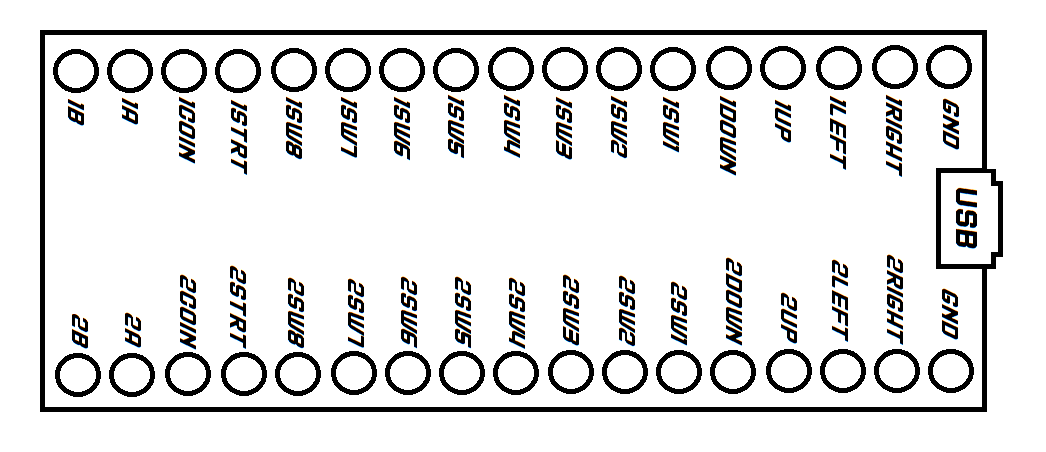 1B
1A
1COIN
1STRT
1SW8
1SW7
1SW6
1SW5
1SW4
1SW3
1SW2
1SW1
1DOWN
1UP
1LEFT
1RIGHT
GND
USB
2B
2A
2COIN
2STRT
2SW8
2SW7
2SW6
2SW5
2SW4
2SW3
2SW2
2SW1
2DOWN
2UP
2LEFT
2RIGHT
GND